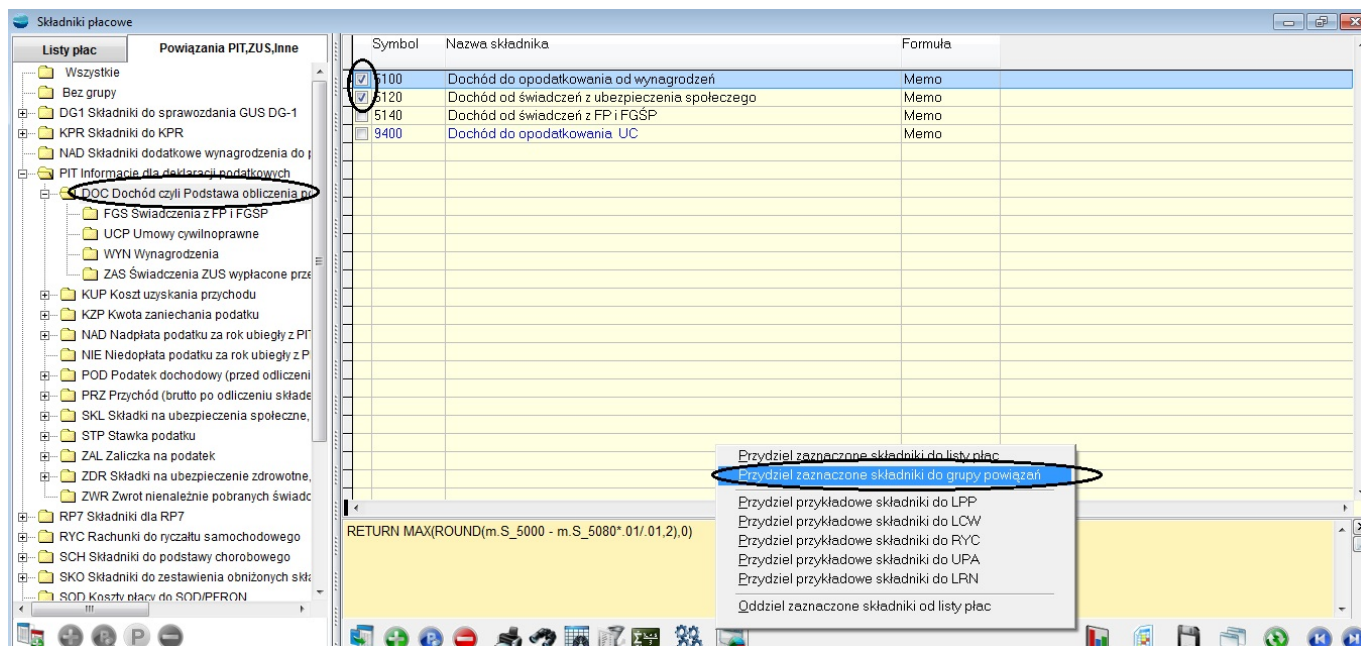 Składniki płacowe
Listy płac
Powiązania PIT,ZUS,Inne
Wszystkie
Bez grupy
DG1 Składniki do sprawozdania GUS DG-1
KPR Składniki do KPR
NAD Składniki dodatkowe wynagrodzenia do p
PIT Informacje dla deklaracji podatkowych
DOC Dochód czyli Podstawa obliczenia po
FGS Świadczenia z FP i FGŚP
UCP Umowy cywilnoprawne
WYN Wynagrodzenia
ZAS Świadczenia ZUS wypłacone prze
KUP Koszt uzyskania przychodu
KZP Kwota zaniechania podatku
NAD Nadpłata podatku za rok ubiegły z PIT
NIE Niedopłata podatku za rok ubiegły z P
POD Podatek dochodowy (przed odliczeni
PRZ Przychód (brutto po odliczeniu składe
SKL Składki na ubezpieczenia społeczne,
STP Stawka podatku
ZAL Zaliczka na podatek
ZDR Składki na ubezpieczenie zdrowotne,
ZWR Zwrot nienależnie pobranych świadc
RP7 Składniki dla RP7
RYC Rachunki do ryczałtu samochodowego
SCH Składniki do podstawy chorobowego
SKO Składniki do zestawienia obniżonych skła
SOD Koszty płacy do SOD/PFRON
Symbol Nazwa składnika Formuła
5100 Dochód do opodatkowania od wynagrodzeń Memo
5120 Dochód od świadczeń z ubezpieczenia społeczego Memo
5140 Dochód od świadczeń z FP i FGŚP Memo
9400 Dochód do opodatkowania UC Memo
Przydziel zaznaczone składniki do listy płac
Przydziel zaznaczone składniki do grupy powiązań
Przydziel przykładowe składniki do LPP
Przydziel przykładowe składniki do LCW
Przydziel przykładowe składniki do RYC
Przydziel przykładowe składniki do UPA
Przydziel przykładowe składniki do LRN
Oddziel zaznaczone składniki od listy płac
RETURN MAX(ROUND(m.S_5000 - m.S_5080*.01/.01,2),0)